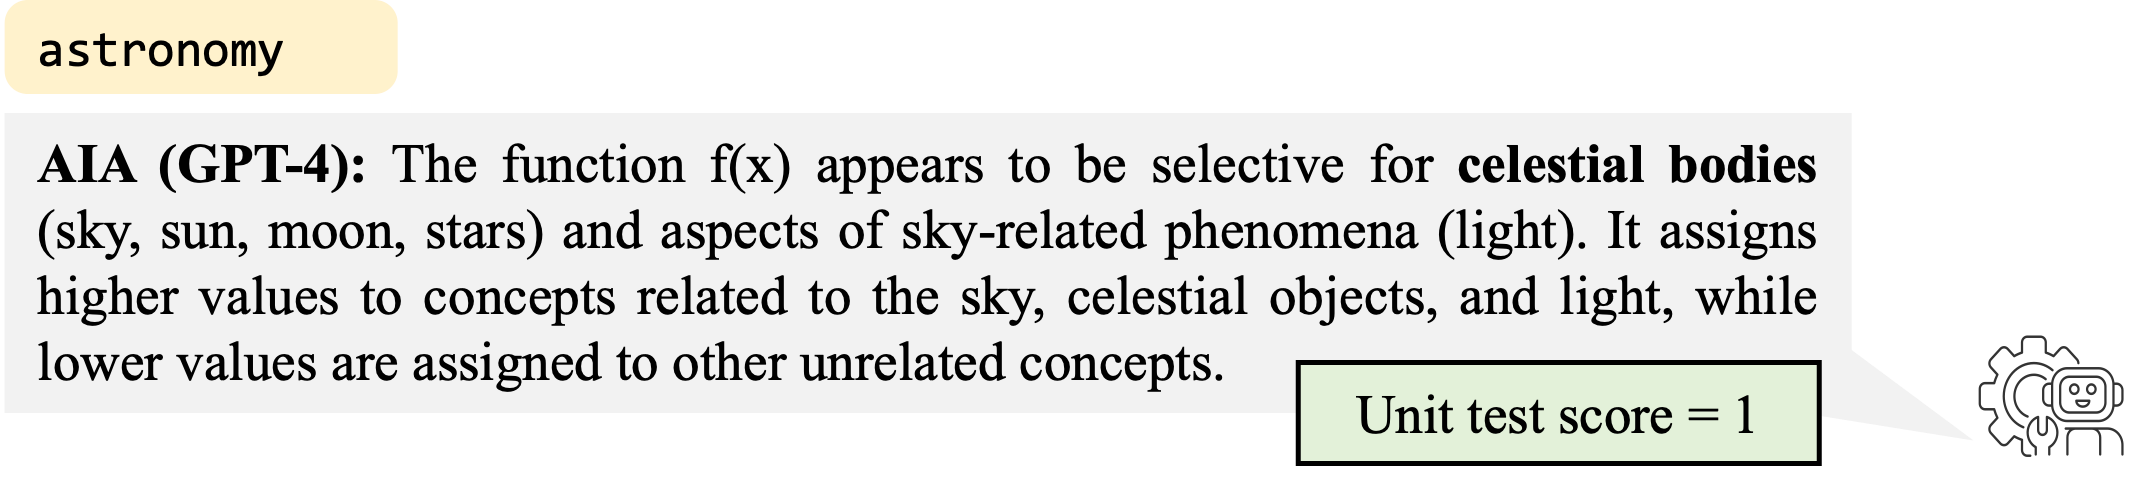 astronomy
AIA (GPT-4): The function f(x) appears to be selective for celestial bodies
(sky, sun, moon, stars) and aspects of sky-related phenomena (light). It assigns
higher values to concepts related to the sky, celestial objects, and light, while
lower values are assigned to other unrelated concepts.
Unit test score = 1